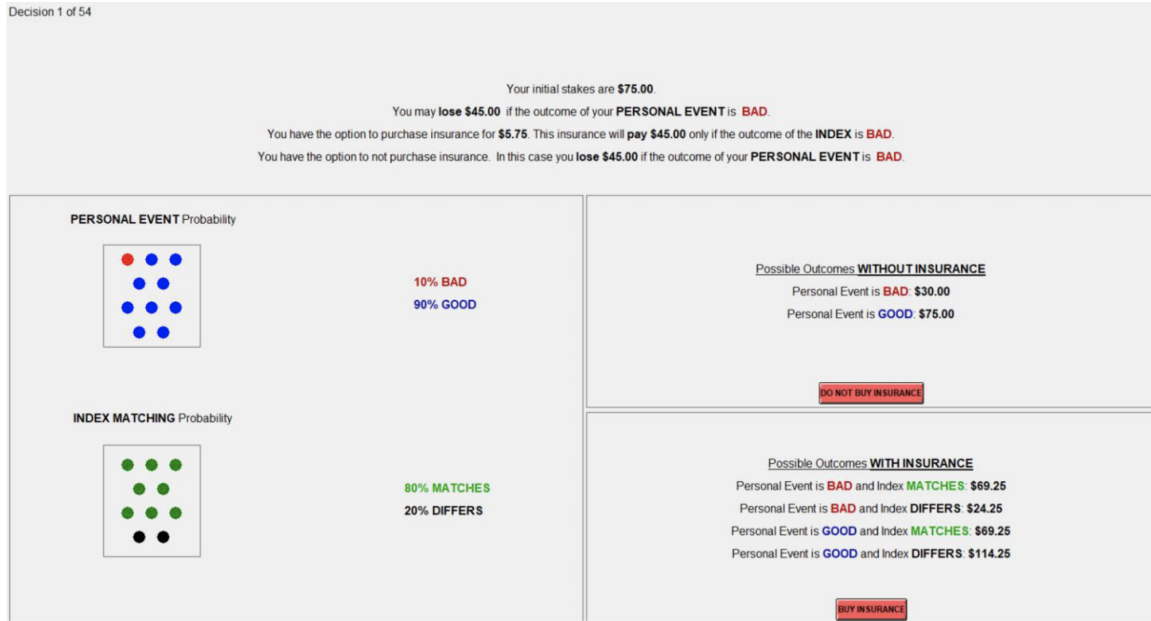 Decision 1 of 54
Your initial stakes are $75.00.
You may lose $45.00 if the outcome of your PERSONAL EVENT is BAD.
You have the option to purchase insurance for $5.75. This insurance will pay $45.00 only if the outcome of the INDEX is BAD.
You have the option to not purchase insurance. In this case you lose $45.00 if the outcome of your PERSONAL EVENT is BAD.
PERSONAL EVENT Probability
10% BAD
90% GOOD
INDEX MATCHING Probability
80% MATCHES
20% DIFFERS
Possible Outcomes WITHOUT INSURANCE
Personal Event is BAD: $30.00
Personal Event is GOOD: $75.00
DO NOT BUY INSURANCE
Possible Outcomes WITH INSURANCE
Personal Event is BAD and Index MATCHES: $69.25
Personal Event is BAD and Index DIFFERS: $24.25
Personal Event is GOOD and Index MATCHES: $69.25
Personal Event is GOOD and Index DIFFERS: $114.25
BUY INSURANCE